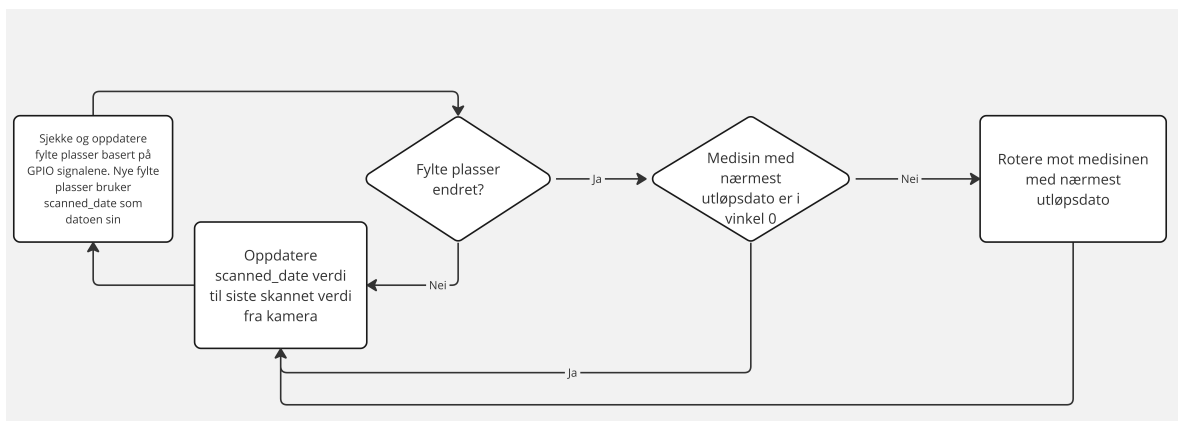 Sjekke og oppdatere
fylte plasser basert på
GPIO signalene. Nye fylte
plasser bruker
scanned_date som
datoen sin
Fylte plasser
endret?
Ja
Medisin med
nærmest
utløpsdato er i
vinkel 0
Nei
Rotere mot medisinen
med nærmest
utløpsdato
Oppdatere
scanned_date verdi
til siste skannet verdi
fra kamera
Nei
Ja